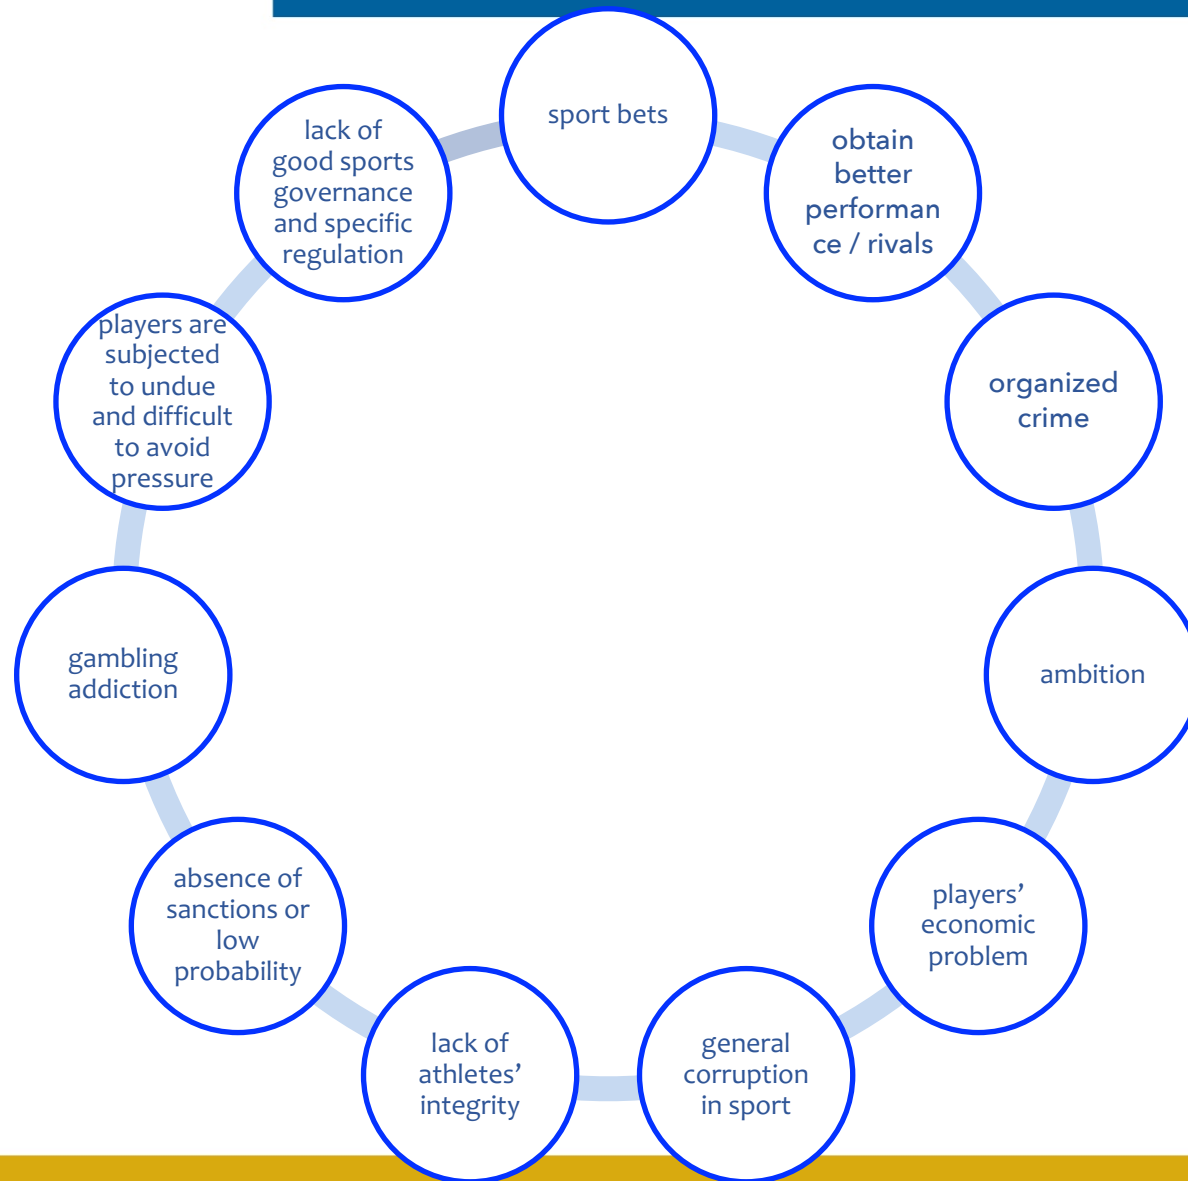 sport bets
obtain
better
performan
ce / rivals
organized
crime
ambition
players’
economic
problem
general
corruption
in sport
lack of
athletes’
integrity
absence of
sanctions or
low
probability
gambling
addiction
players are
subjected
to undue
and difficult
to avoid
pressure
lack of
good sports
governance
and specific
regulation